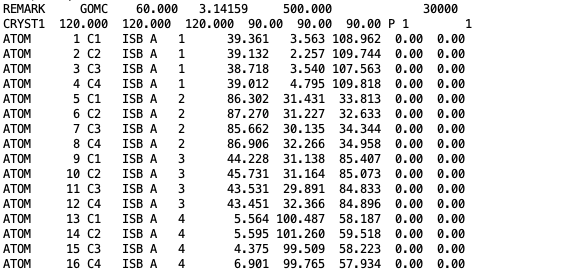 REMARK     GOMC    60.000   3.14159     500.000                30000
CRYST1  120.000  120.000  120.000  90.00  90.00  90.00 P 1        1
ATOM      1 C1   ISB A   1      39.361   3.563 108.962  0.00  0.00
ATOM      2 C2   ISB A   1      39.132   2.257 109.744  0.00  0.00
ATOM      3 C3   ISB A   1      38.718   3.540 107.563  0.00  0.00
ATOM      4 C4   ISB A   1      39.012   4.795 109.818  0.00  0.00
ATOM      5 C1   ISB A   2      86.302  31.431  33.813  0.00  0.00
ATOM      6 C2   ISB A   2      87.270  31.227  32.633  0.00  0.00
ATOM      7 C3   ISB A   2      85.662  30.135  34.344  0.00  0.00
ATOM      8 C4   ISB A   2      86.906  32.266  34.958  0.00  0.00
ATOM      9 C1   ISB A   3      44.228  31.138  85.407  0.00  0.00
ATOM     10 C2   ISB A   3      45.731  31.164  85.073  0.00  0.00
ATOM     11 C3   ISB A   3      43.531  29.891  84.833  0.00  0.00
ATOM     12 C4   ISB A   3      43.451  32.366  84.896  0.00  0.00
ATOM     13 C1   ISB A   4       5.564 100.487  58.187  0.00  0.00
ATOM     14 C2   ISB A   4       5.595 101.260  59.518  0.00  0.00
ATOM     15 C3   ISB A   4       4.375  99.509  58.223  0.00  0.00
ATOM     16 C4   ISB A   4       6.901  99.765  57.934  0.00  0.00